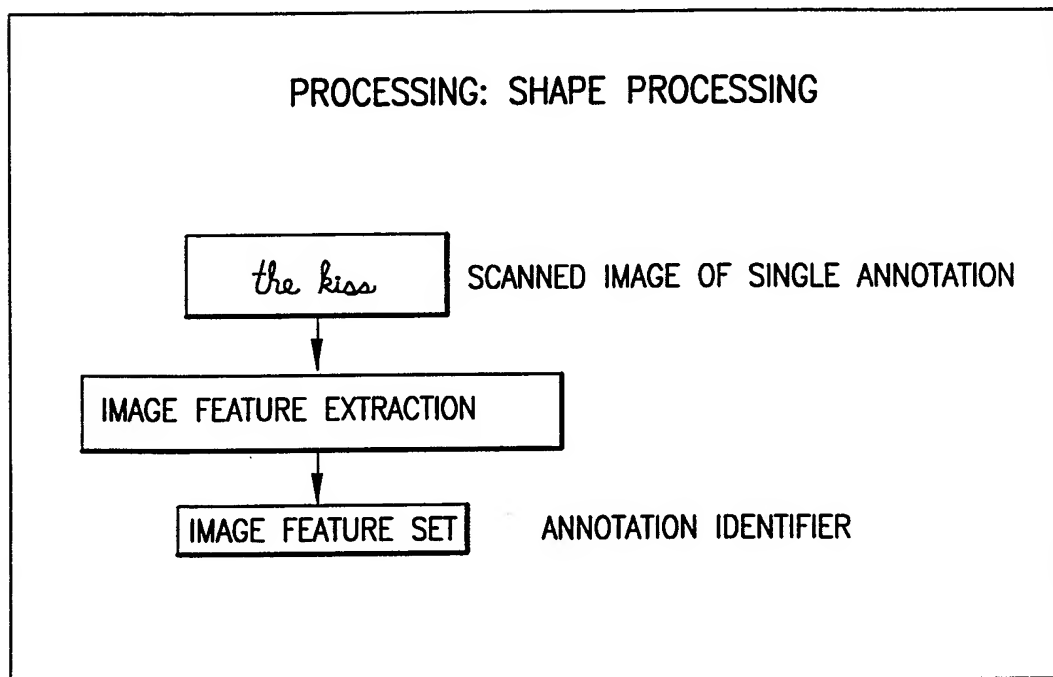 PROCESSING: SHAPE PROCESSING
the kiss SCANNED IMAGE OF SINGLE ANNOTATION
IMAGE FEATURE EXTRACTION
IMAGE FEATURE SET ANNOTATION IDENTIFIER